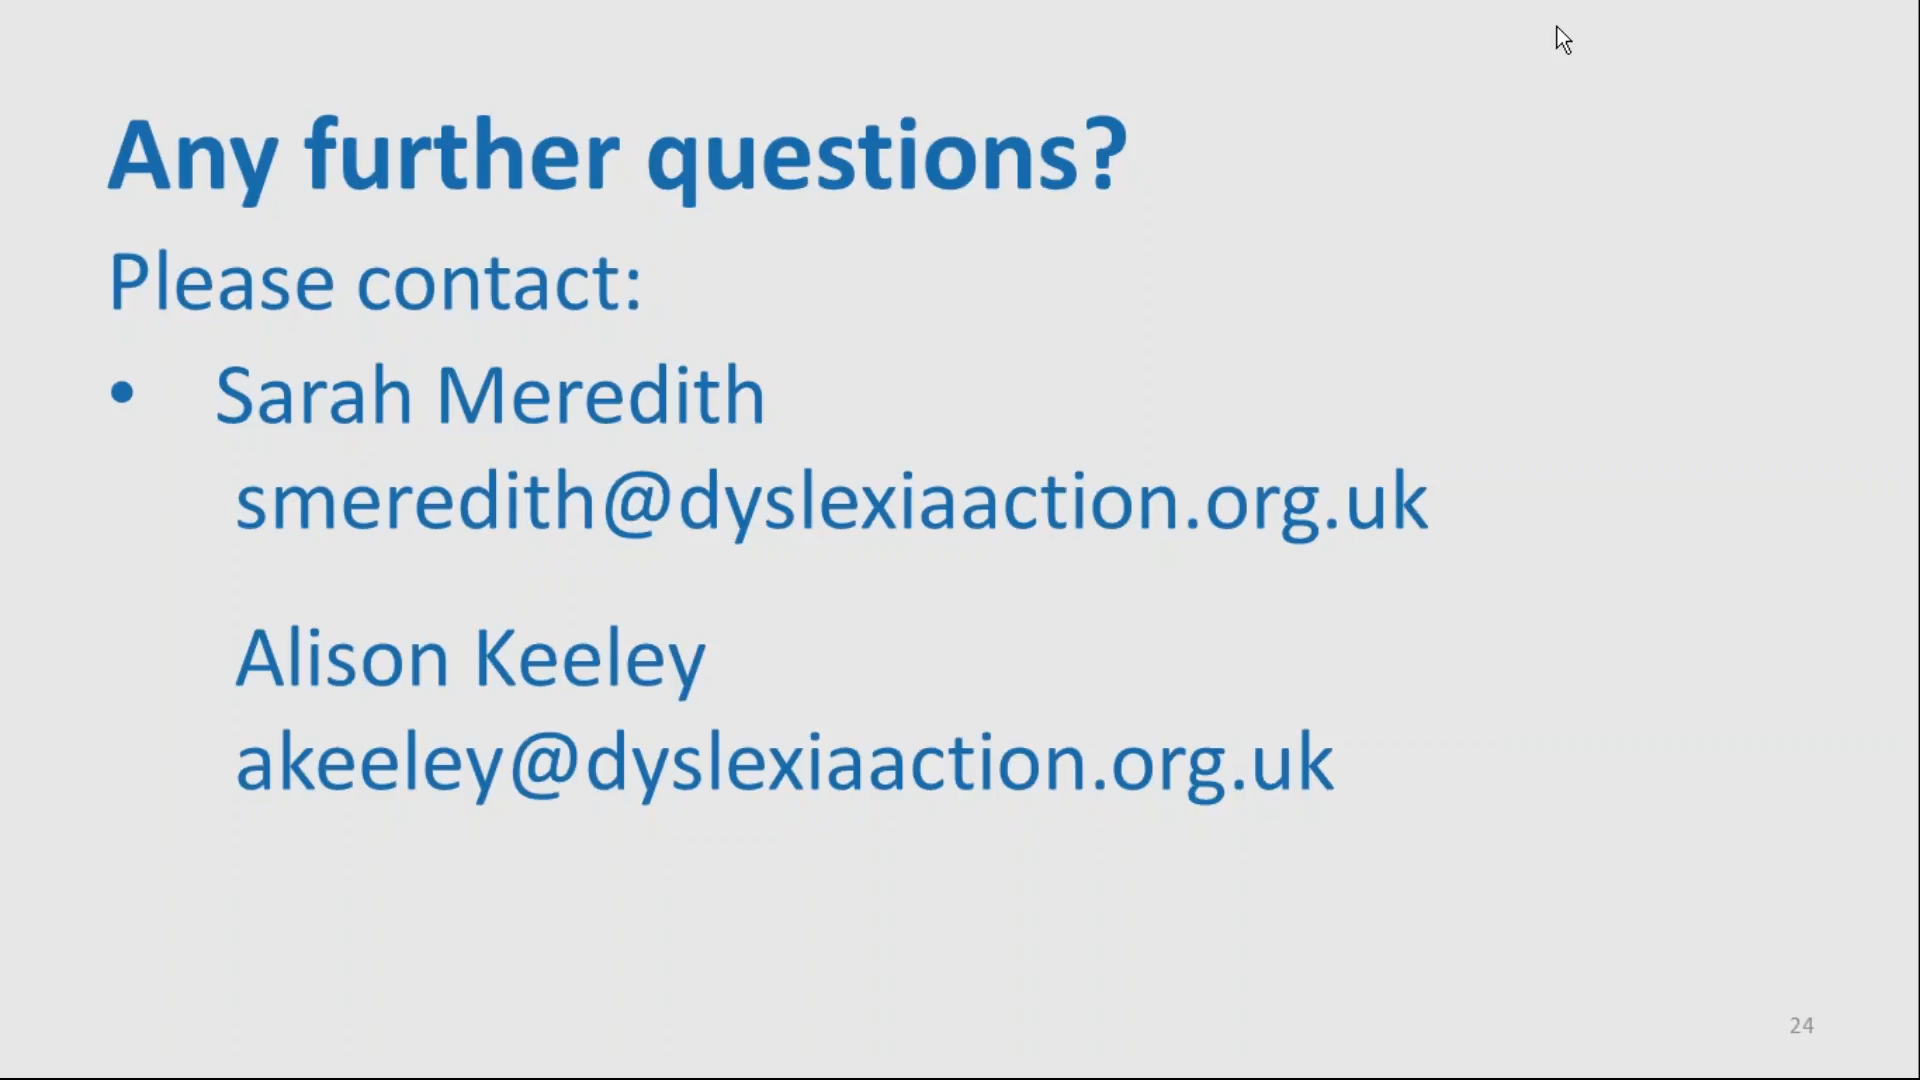 Any further questions?
Please contact:
• Sarah Meredith
smeredith@dyslexiaaction.org.uk
Alison Keeley
akeeley@dyslexiaaction.org.uk
24